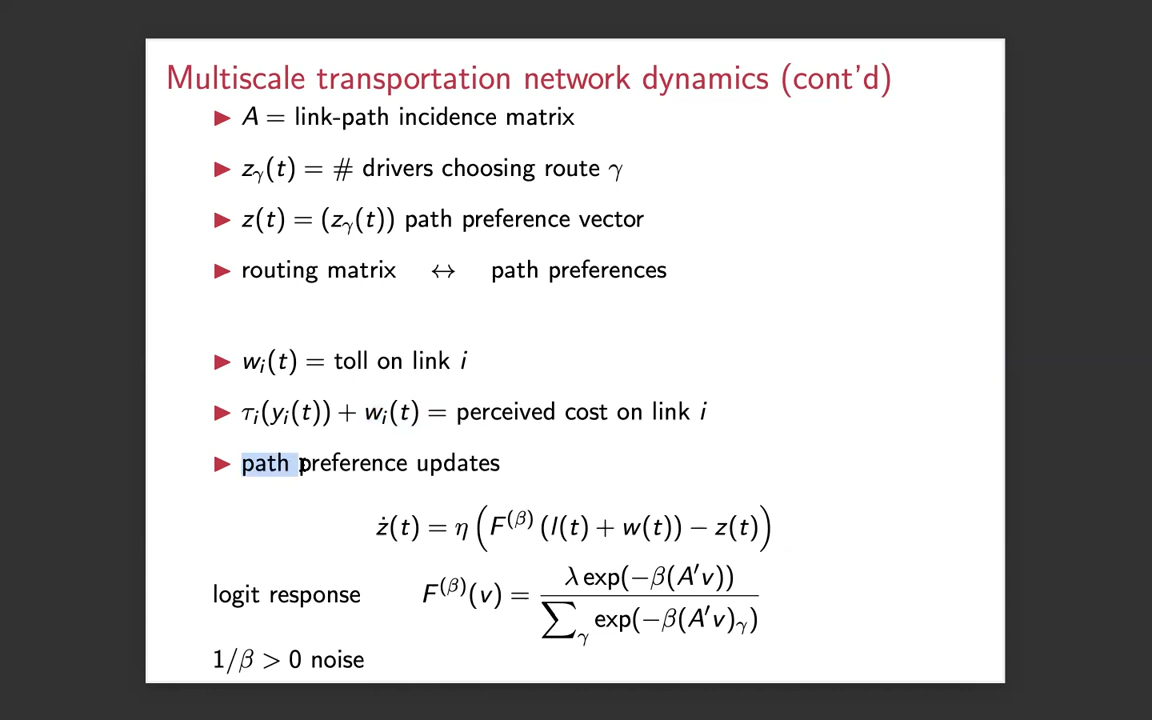 Multiscale transportation network dynamics (cont'd)
▶ A = link-path incidence matrix
▶ zᵧ(t) = # drivers choosing route γ
▶ z(t) = (zᵧ(t)) path preference vector
▶ routing matrix ↔ path preferences
▶ wᵢ(t) = toll on link i
▶ τᵢ(yᵢ(t)) + wᵢ(t) = perceived cost on link i
▶ path preference updates
ż(t) = η (F^(β) (l(t) + w(t)) − z(t))
logit response F^(β)(v) = λ exp(−β(A′v)) / ∑ᵧ exp(−β(A′v)ᵧ)
1/β > 0 noise